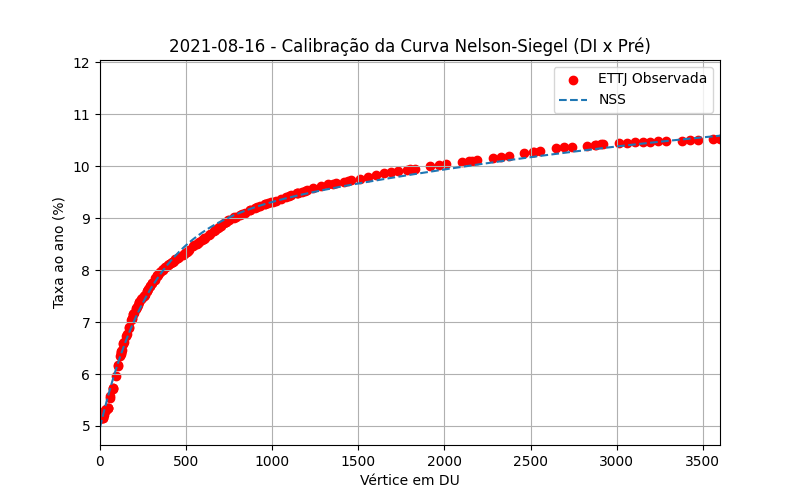 2021-08-16 - Calibração da Curva Nelson-Siegel (DI x Pré)
12
11
10
9
8
7
6
5
Taxa ao ano (%)
ETTJ Observada
NSS
0 500 1000 1500 2000 2500 3000 3500
Vértice em DU